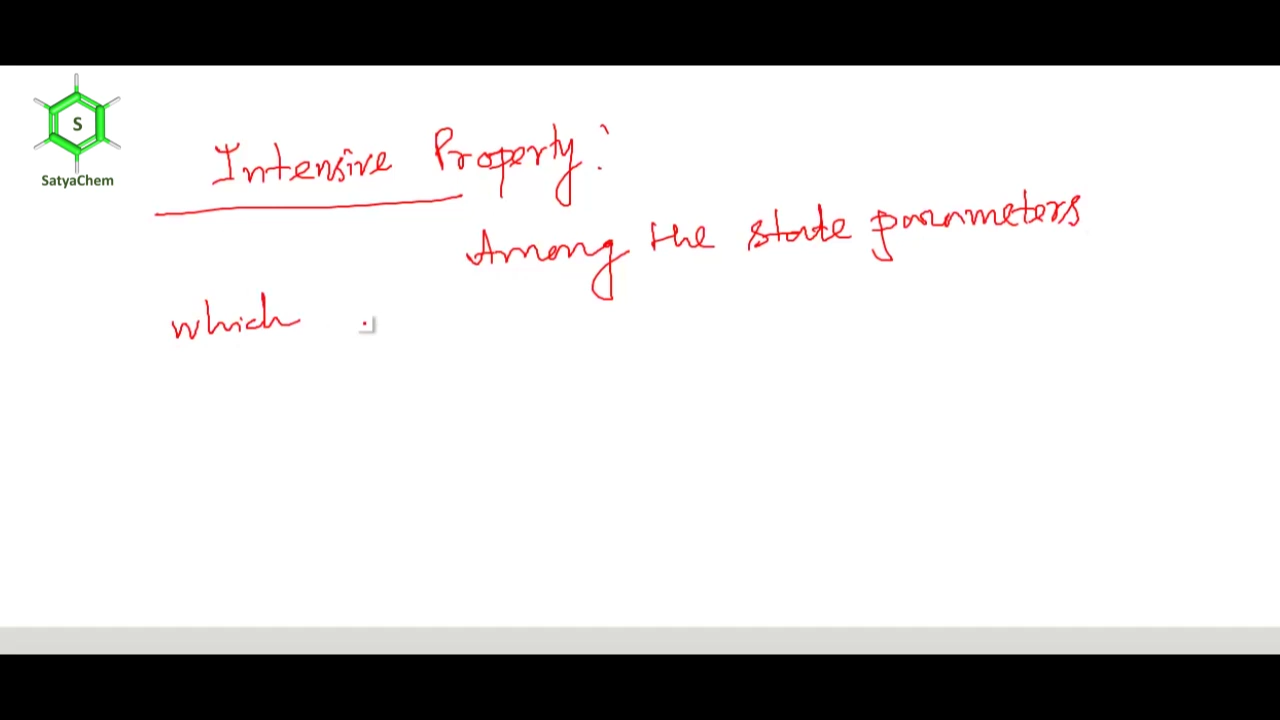 S
SatyaChem
Intensive Property:
Among the state parameters
which